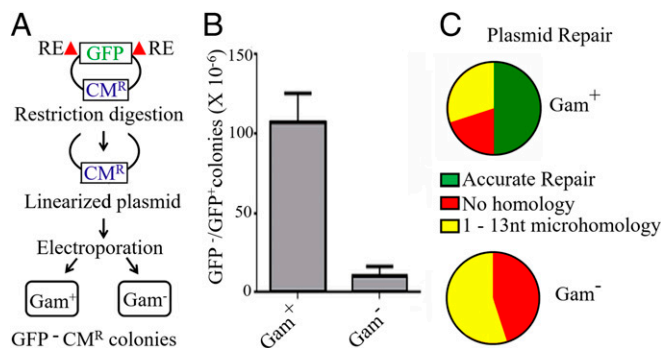 A
RE GFP RE
CMᴿ
Restriction digestion
CMᴿ
Linearized plasmid
Electroporation
Gam⁺ Gam⁻
GFP - CMᴿ colonies
B
GFP⁻/GFP⁺colonies (X 10⁻⁶)
150
100
50
0
Gam⁺
Gam⁻
C
Plasmid Repair
Gam⁺
Accurate Repair
No homology
1 - 13nt microhomology
Gam⁻